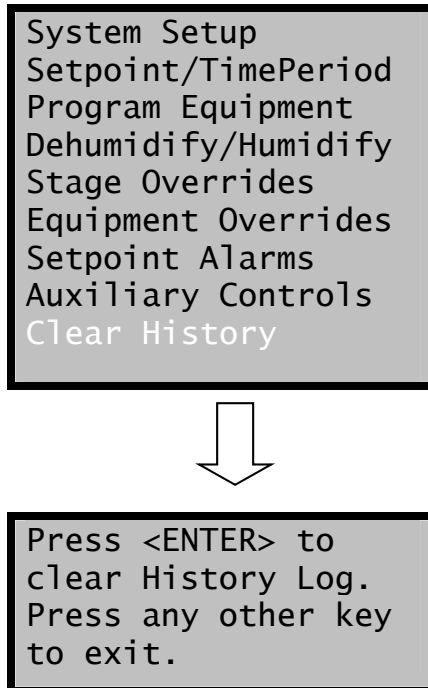 System Setup
Setpoint/TimePeriod
Program Equipment
Dehumidify/Humidify
Stage Overrides
Equipment Overrides
Setpoint Alarms
Auxiliary Controls
Clear History
Press <ENTER> to
clear History Log.
Press any other key
to exit.